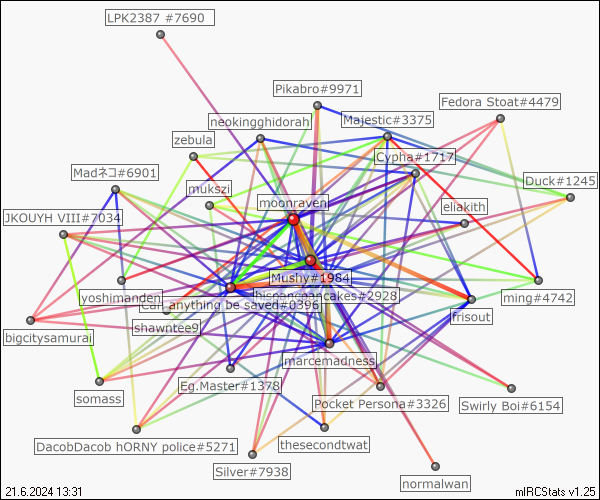 LPK2387 #7690
Pikabro#9971
Fedora Stoat#4479
neokingghidorah
Majestic#3375
zebula
Cypha#1717
Madネコ#6901
Duck#1245
mukszi
moonraven
eliakith
JKOUYH VIII#7034
Mushy#1984
yoshimanden
hispancpancakes#2928
ming#4742
anything be saved#0396
frisout
shawntee9
bigcitysamurai
marcemadness
Eg.Master#1378
somass
Pocket Persona#3326
Swirly Boi#6154
DacobDacob hORNY police#5271
thesecondtwat
Silver#7938
normalwan
21.6.2024 13:31
mIRCStats v1.25